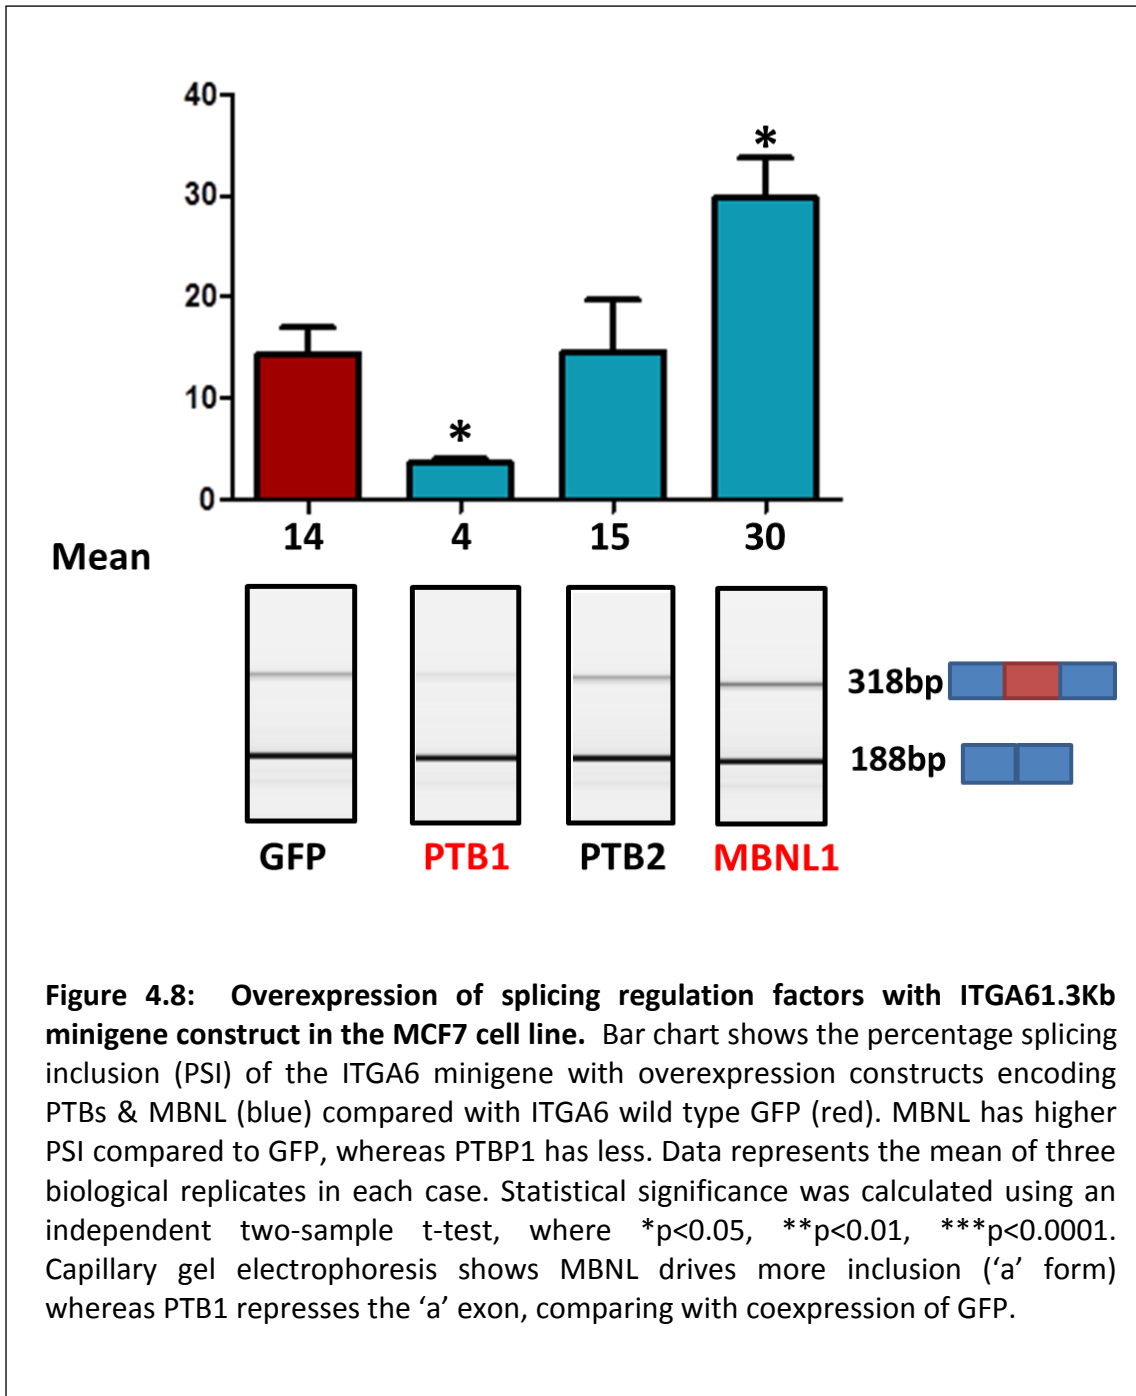 40
30
20
10
0
*
*
14 4 15 30
Mean
318bp
188bp
GFP PTB1 PTB2 MBNL1
Figure 4.8: Overexpression of splicing regulation factors with ITGA61.3Kb
minigene construct in the MCF7 cell line. Bar chart shows the percentage splicing
inclusion (PSI) of the ITGA6 minigene with overexpression constructs encoding
PTBs & MBNL (blue) compared with ITGA6 wild type GFP (red). MBNL has higher
PSI compared to GFP, whereas PTBP1 has less. Data represents the mean of three
biological replicates in each case. Statistical significance was calculated using an
independent two-sample t-test, where *p<0.05, **p<0.01, ***p<0.0001.
Capillary gel electrophoresis shows MBNL drives more inclusion (‘a’ form)
whereas PTB1 represses the ‘a’ exon, comparing with coexpression of GFP.